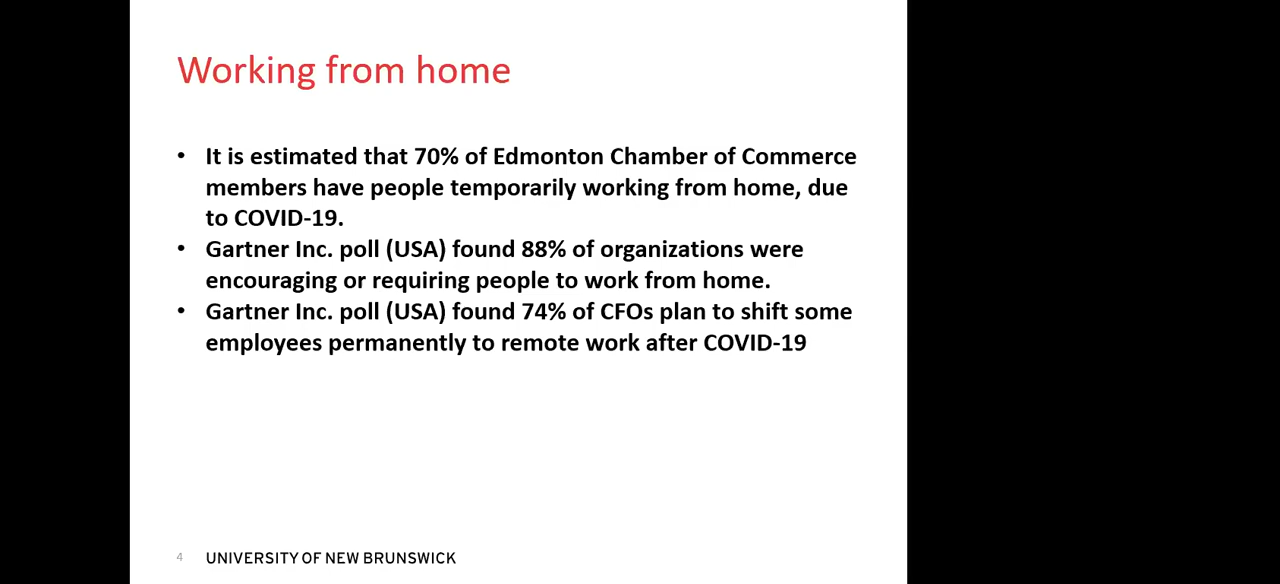 Working from home
• It is estimated that 70% of Edmonton Chamber of Commerce
members have people temporarily working from home, due
to COVID-19.
• Gartner Inc. poll (USA) found 88% of organizations were
encouraging or requiring people to work from home.
• Gartner Inc. poll (USA) found 74% of CFOs plan to shift some
employees permanently to remote work after COVID-19
4 UNIVERSITY OF NEW BRUNSWICK